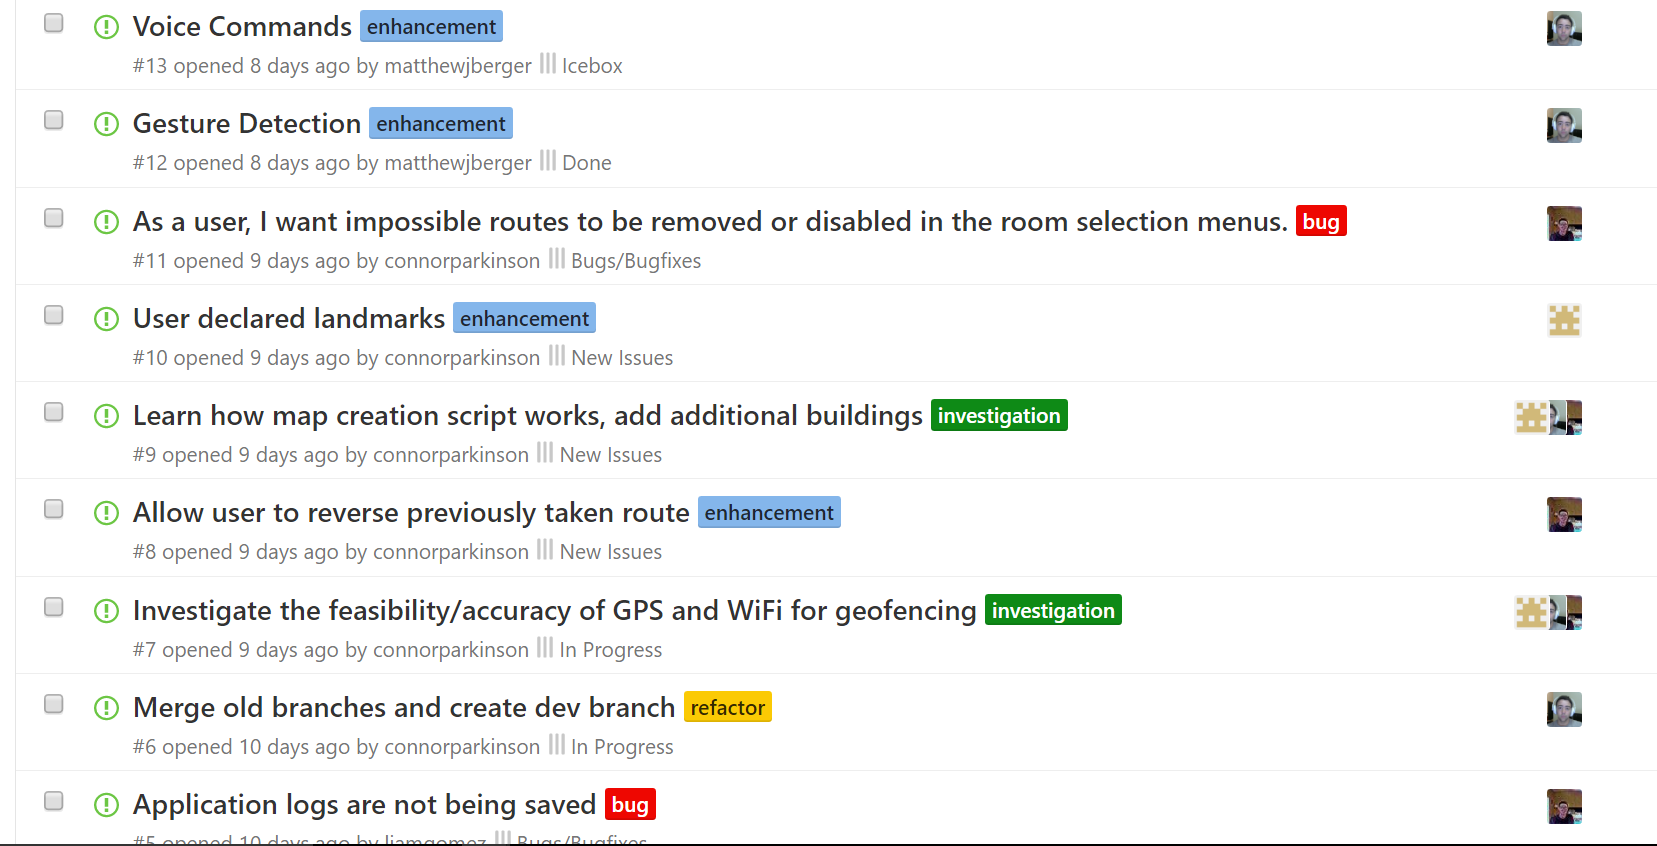 Voice Commands enhancement
#13 opened 8 days ago by matthewjberger Icebox
Gesture Detection enhancement
#12 opened 8 days ago by matthewjberger Done
As a user, I want impossible routes to be removed or disabled in the room selection menus. bug
#11 opened 9 days ago by connorparkinson Bugs/Bugfixes
User declared landmarks enhancement
#10 opened 9 days ago by connorparkinson New Issues
Learn how map creation script works, add additional buildings investigation
#9 opened 9 days ago by connorparkinson New Issues
Allow user to reverse previously taken route enhancement
#8 opened 9 days ago by connorparkinson New Issues
Investigate the feasibility/accuracy of GPS and WiFi for geofencing investigation
#7 opened 9 days ago by connorparkinson In Progress
Merge old branches and create dev branch refactor
#6 opened 10 days ago by connorparkinson In Progress
Application logs are not being saved bug
#5 opened 10 days ago by liamgomez Bugs/Bugfixes